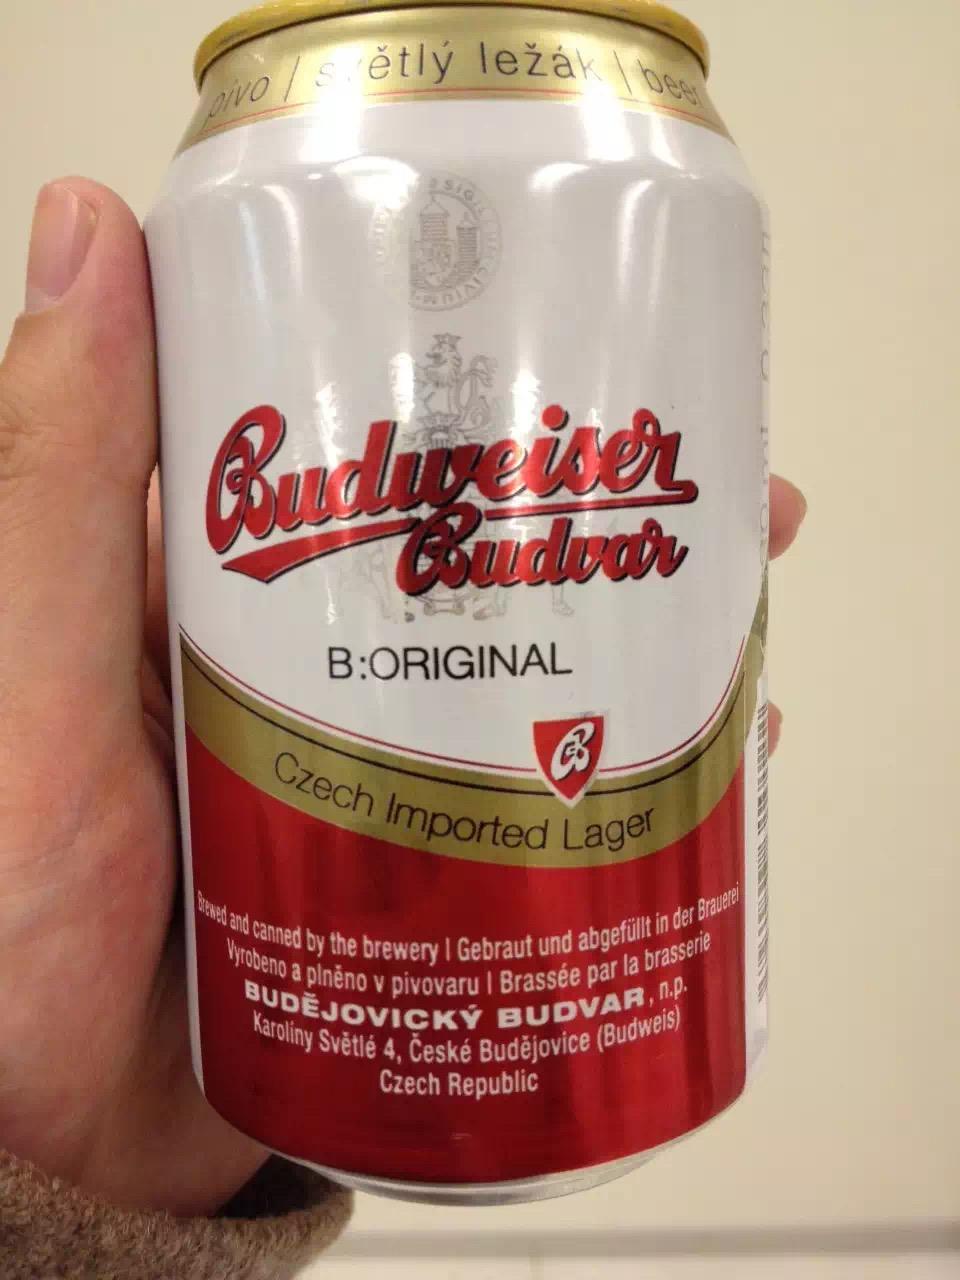 pivo | světlý ležák | beer
Budweiser
Budvar
B:ORIGINAL
Czech Imported Lager
Brewed and canned by the brewery | Gebraut und abgefüllt in der Brauerei
Vyrobeno a plněno v pivovaru | Brassée par la brasserie
BUDĚJOVICKÝ BUDVAR, n.p.
Karolíny Světlé 4, České Budějovice (Budweis)
Czech Republic